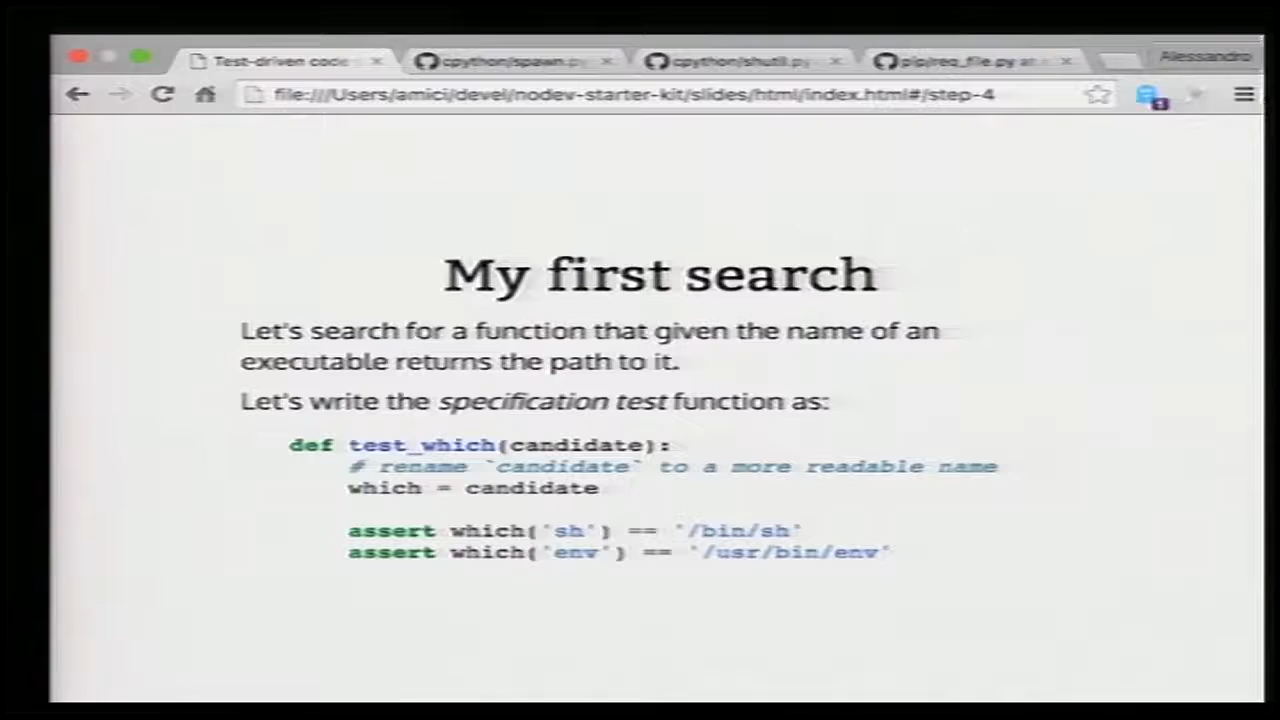 Test-driven code
cpython/spawn.py
cpython/shutil.py
pip/req_file.py at
Alessandro
file:///Users/amici/devel/nodev-starter-kit/slides/html/index.html#/step-4
My first search
Let's search for a function that given the name of an
executable returns the path to it.
Let's write the specification test function as:
def test_which(candidate):
# rename `candidate` to a more readable name
which = candidate
assert which('sh') == '/bin/sh'
assert which('env') == '/usr/bin/env'